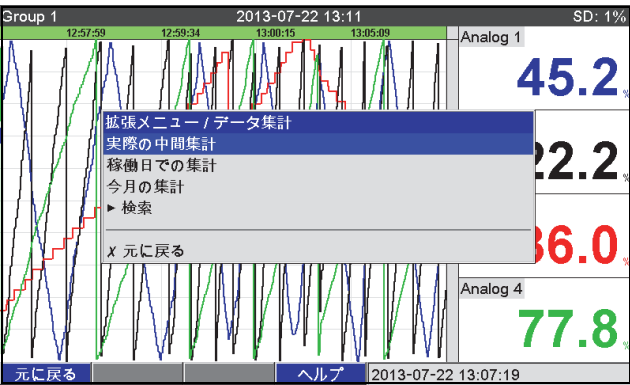 Group 1 2013-07-22 13:11 SD: 1%
12:57:59 12:59:34 13:00:15 13:05:09
Analog 1
45.2 %
拡張メニュー / データ集計
実際の中間集計
稼働日での集計
今月の集計
► 検索
✗ 元に戻る
22.2 %
36.0 %
Analog 4
77.8 %
元に戻る ヘルプ 2013-07-22 13:07:19